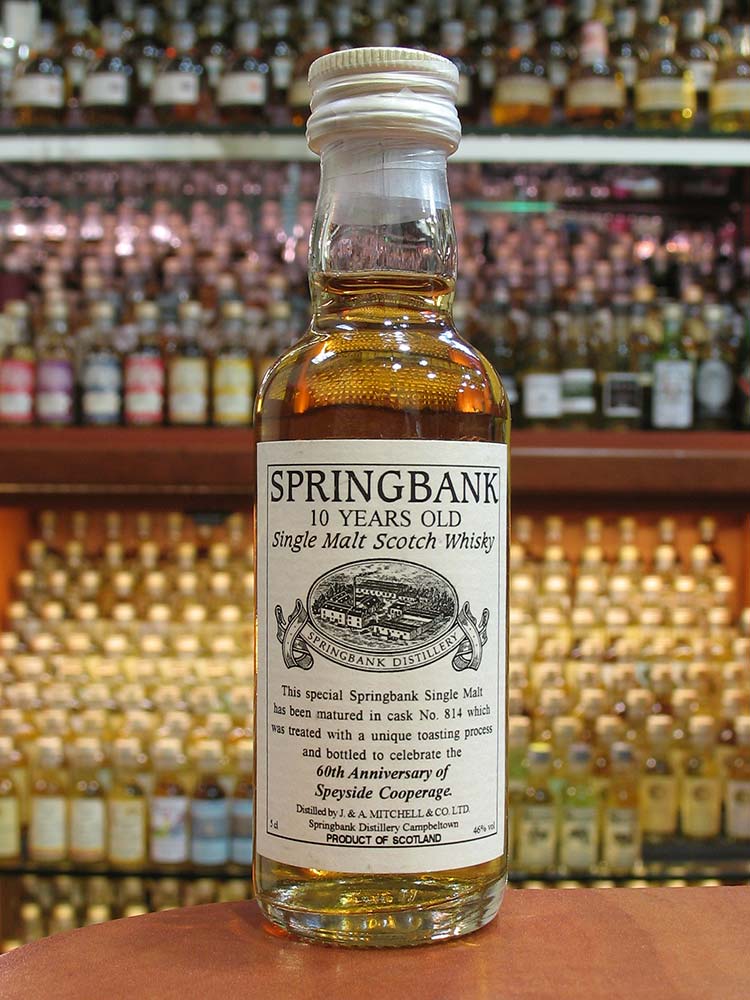 SPRINGBANK
10 YEARS OLD
Single Malt Scotch Whisky
SPRINGBANK DISTILLERY
This special Springbank Single Malt
has been matured in cask No. 814 which
was treated with a unique toasting process
and bottled to celebrate the
60th Anniversary of
Speyside Cooperage.
Distilled by J. & A. MITCHELL & CO. LTD.
5 cl Springbank Distillery Campbeltown 46% vol
PRODUCT OF SCOTLAND